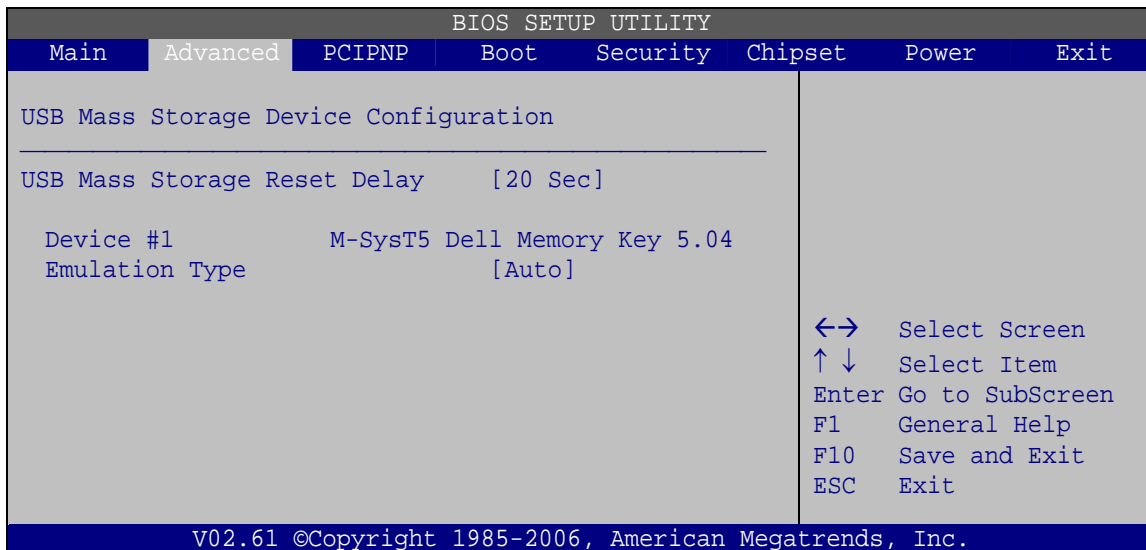 BIOS SETUP UTILITY
Main Advanced PCIPNP Boot Security Chipset Power Exit
USB Mass Storage Device Configuration
USB Mass Storage Reset Delay [20 Sec]
Device #1 M-SysT5 Dell Memory Key 5.04
Emulation Type [Auto]
←→ Select Screen
↑ ↓ Select Item
Enter Go to SubScreen
F1 General Help
F10 Save and Exit
ESC Exit
V02.61 ©Copyright 1985-2006, American Megatrends, Inc.